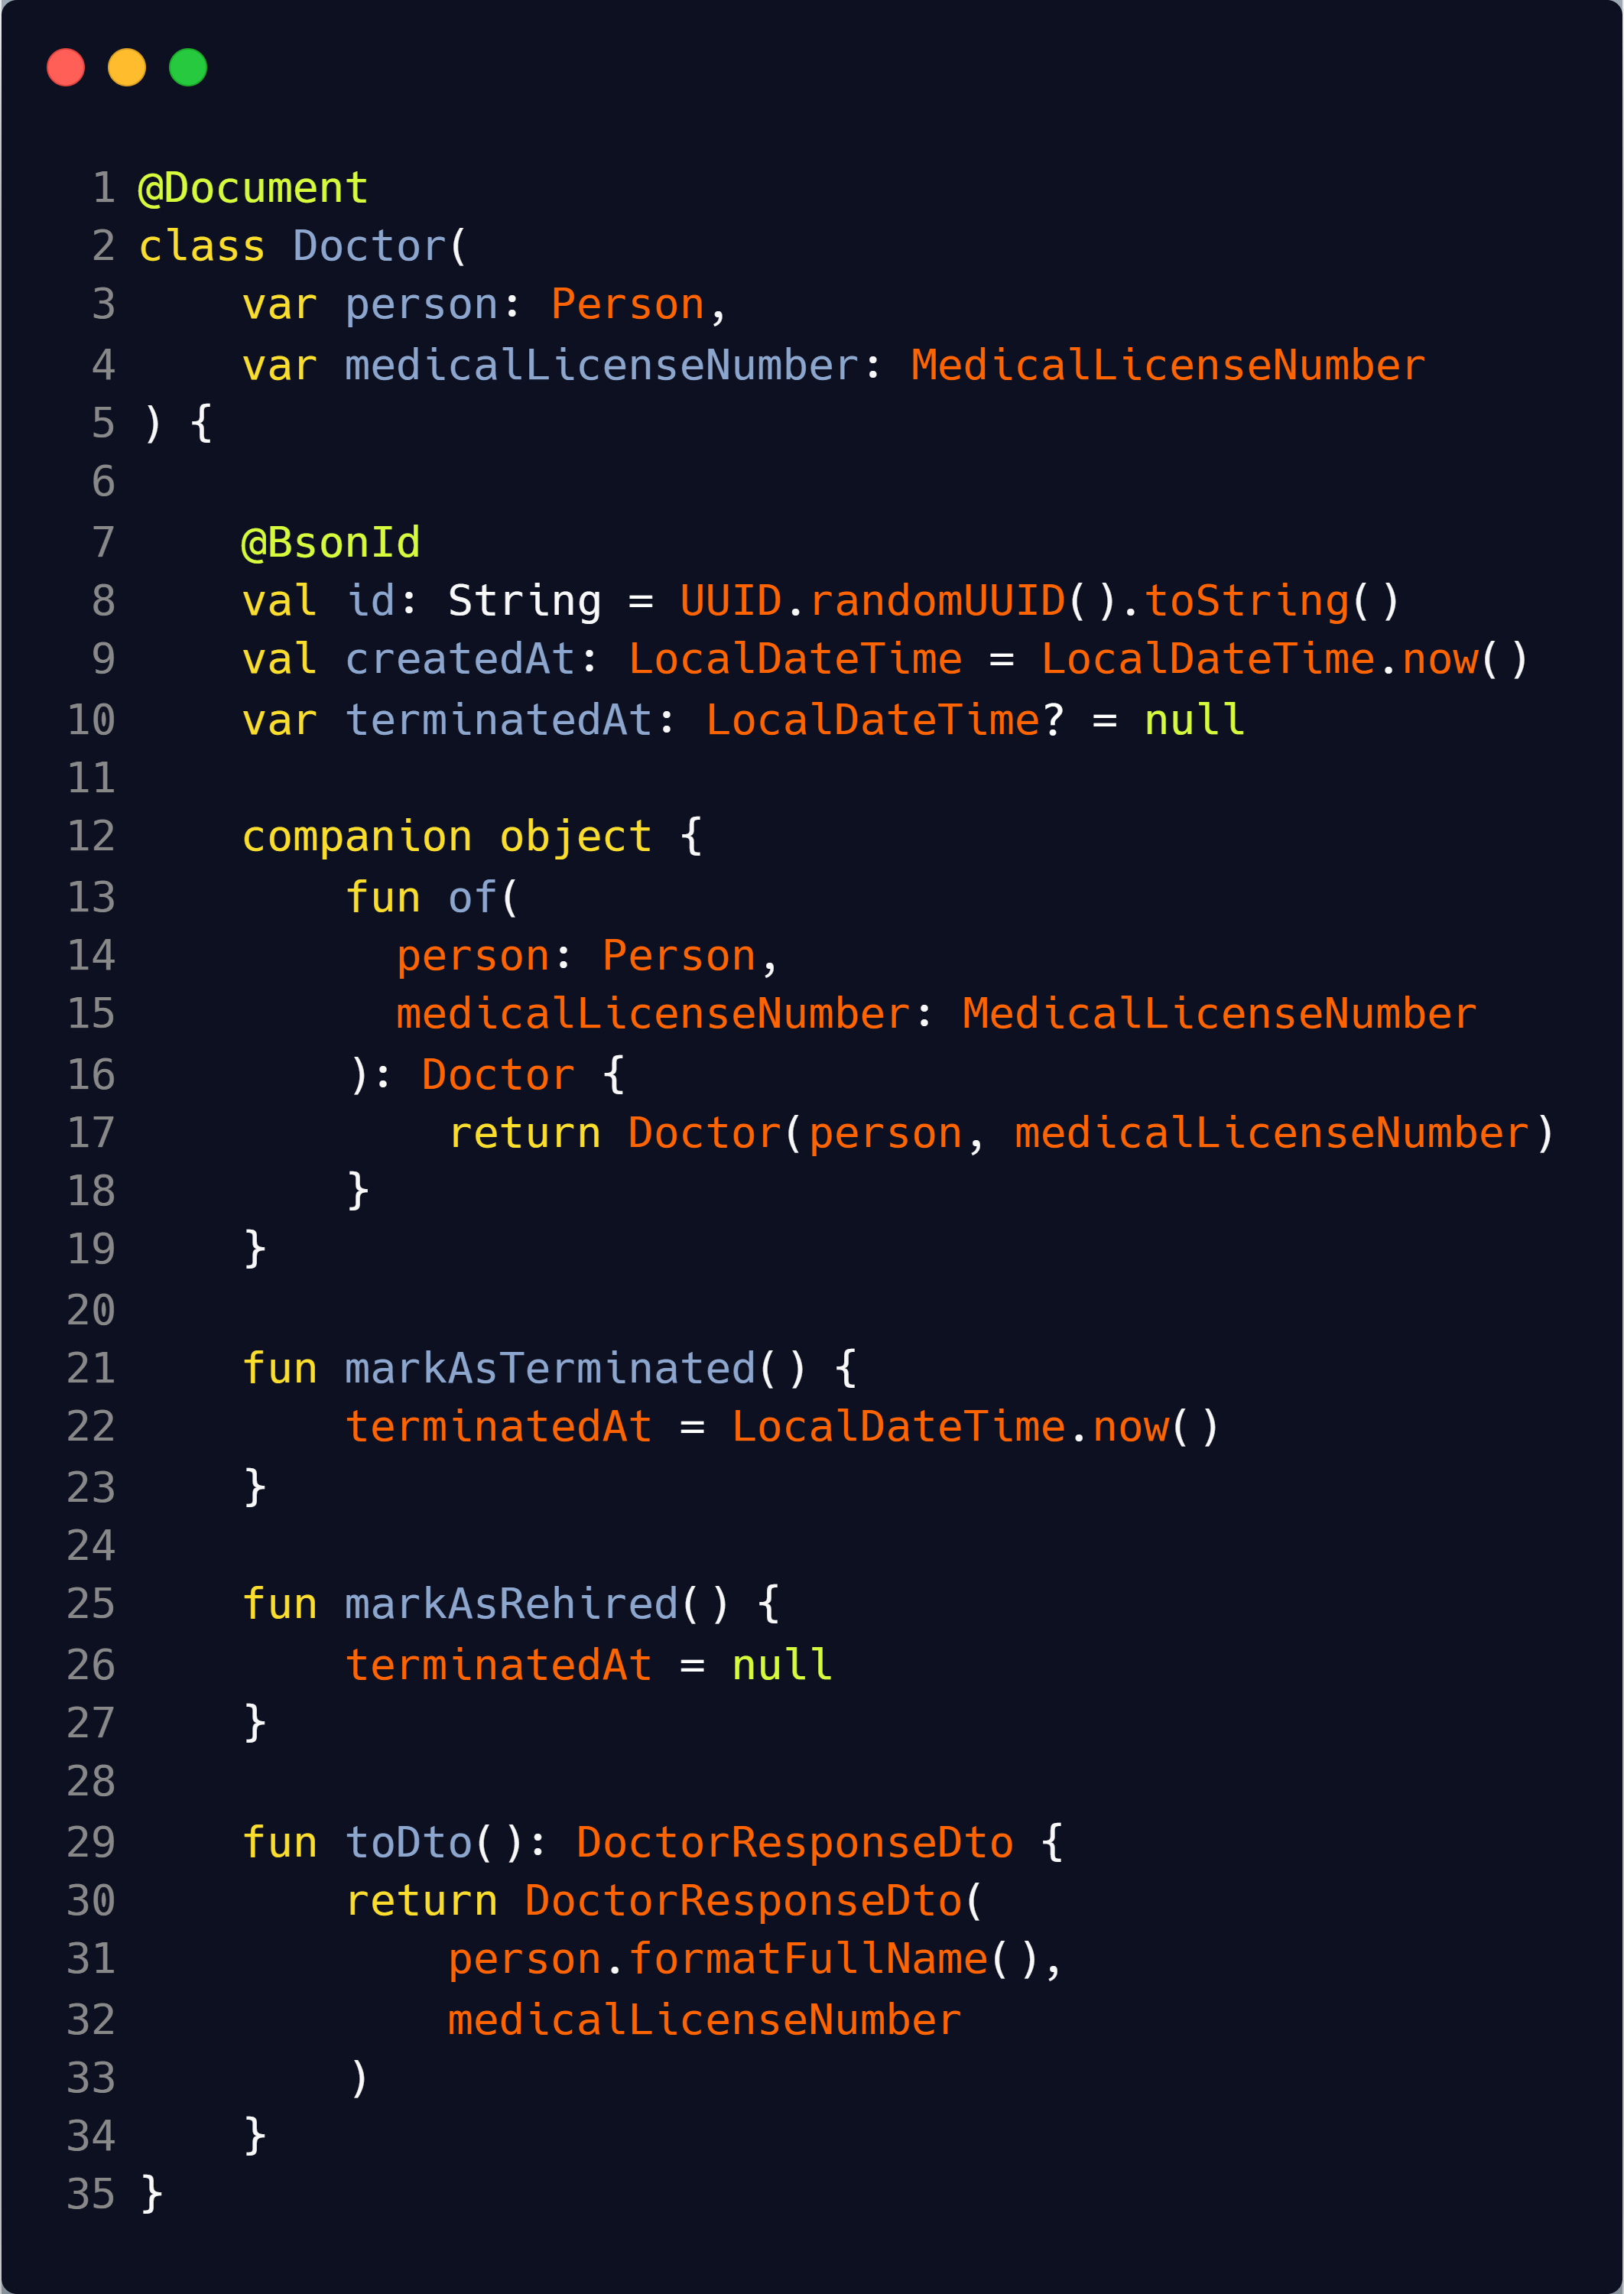 1 @Document
2 class Doctor(
3     var person: Person,
4     var medicalLicenseNumber: MedicalLicenseNumber
5 ) {
6
7     @BsonId
8     val id: String = UUID.randomUUID().toString()
9     val createdAt: LocalDateTime = LocalDateTime.now()
10     var terminatedAt: LocalDateTime? = null
11
12     companion object {
13         fun of(
14           person: Person,
15           medicalLicenseNumber: MedicalLicenseNumber
16         ): Doctor {
17             return Doctor(person, medicalLicenseNumber)
18         }
19     }
20
21     fun markAsTerminated() {
22         terminatedAt = LocalDateTime.now()
23     }
24
25     fun markAsRehired() {
26         terminatedAt = null
27     }
28
29     fun toDto(): DoctorResponseDto {
30         return DoctorResponseDto(
31             person.formatFullName(),
32             medicalLicenseNumber
33         )
34     }
35 }